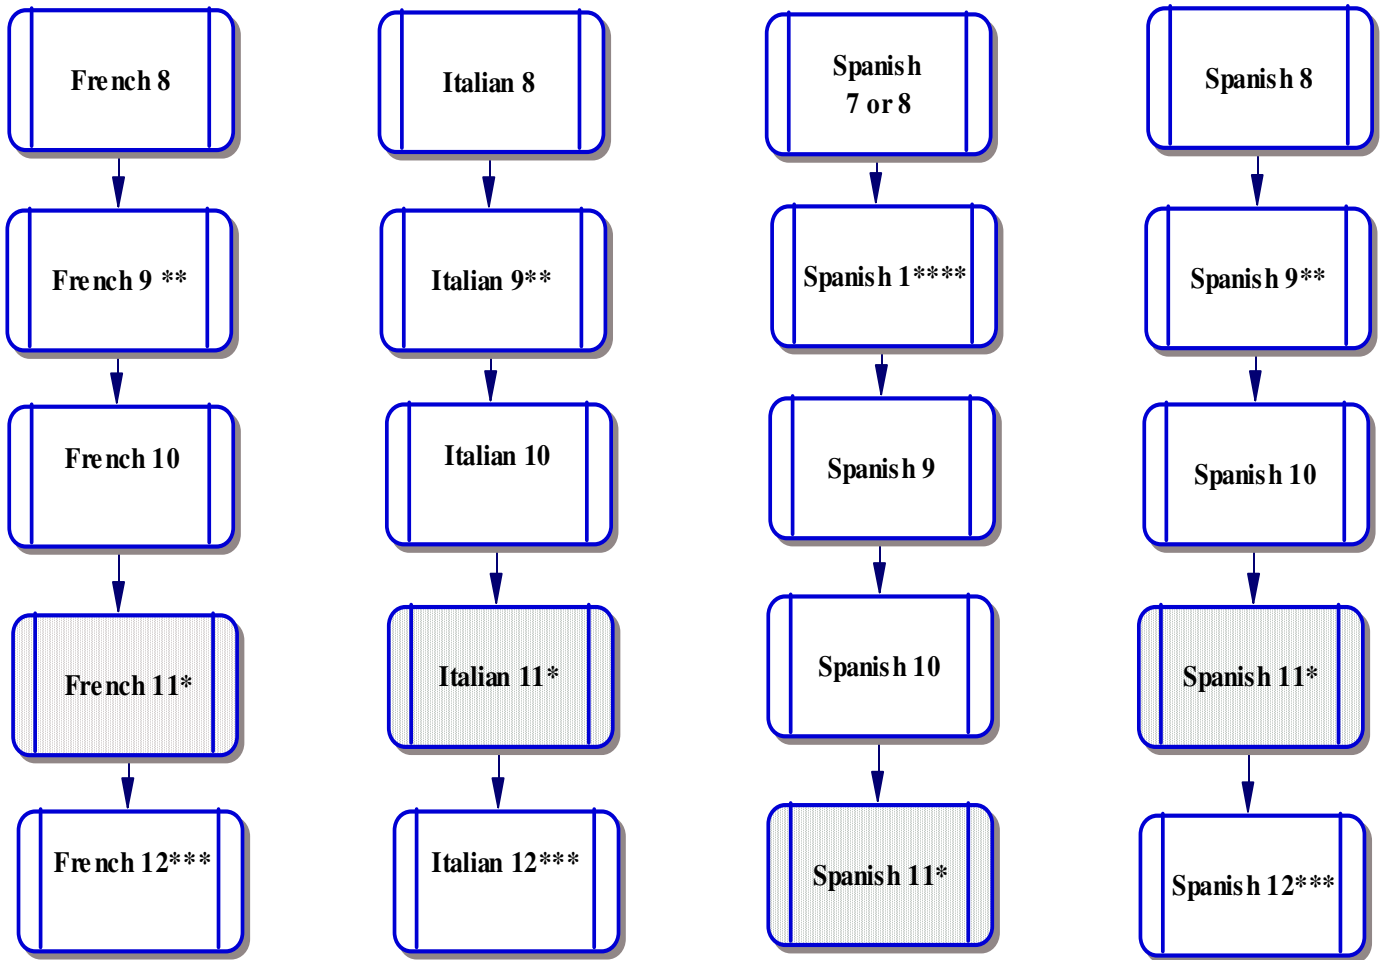 French 8
French 9 **
French 10
French 11*
French 12***
Italian 8
Italian 9**
Italian 10
Italian 11*
Italian 12***
Spanish
7 or 8
Spanish 1****
Spanish 9
Spanish 10
Spanish 11*
Spanish 8
Spanish 9**
Spanish 10
Spanish 11*
Spanish 12***